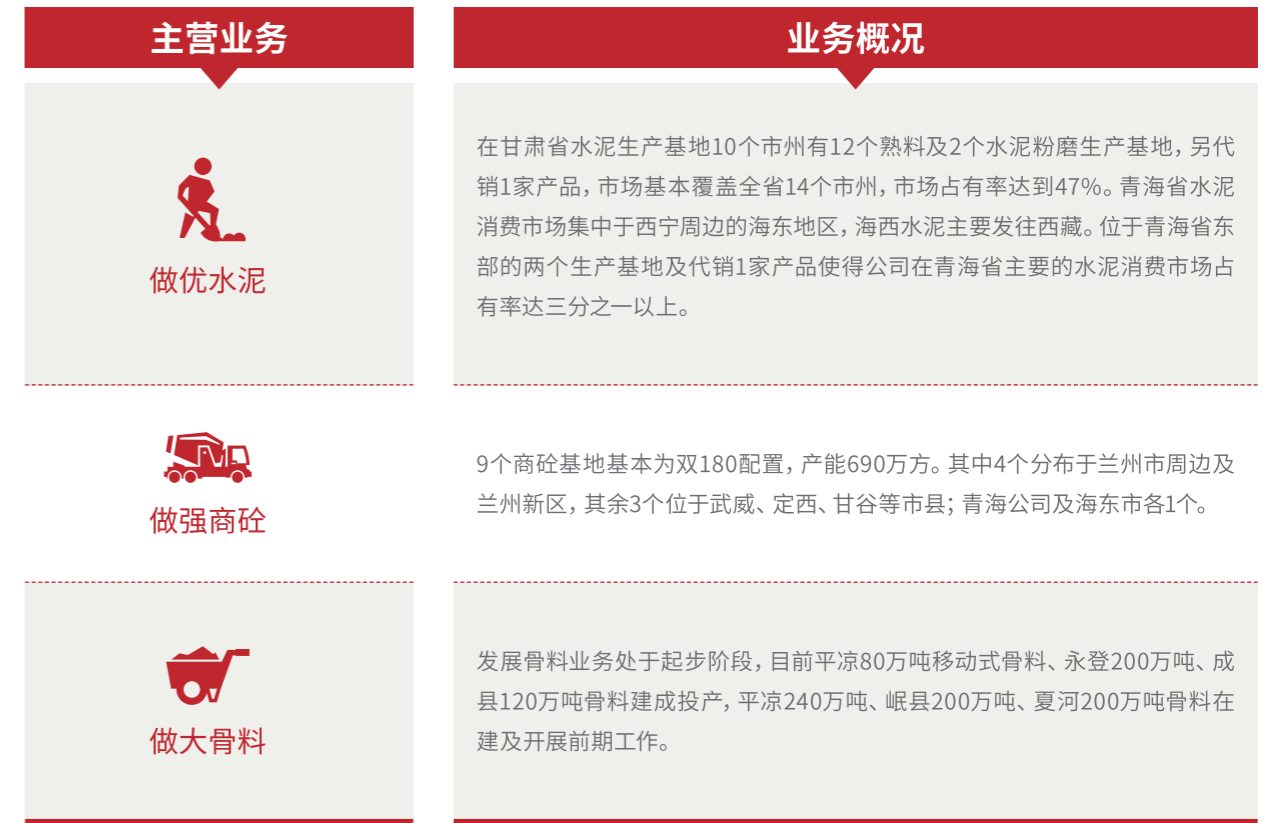 主营业务
业务概况
做优水泥
在甘肃省水泥生产基地10个市州有12个熟料及2个水泥粉磨生产基地，另代
销1家产品，市场基本覆盖全省14个市州，市场占有率达到47%。青海省水泥
消费市场集中于西宁周边的海东地区，海西水泥主要发往西藏。位于青海省东
部的两个生产基地及代销1家产品使得公司在青海省主要的水泥消费市场占
有率达三分之一以上。
做强商砼
9个商砼基地基本为双180配置，产能690万方。其中4个分布于兰州市周边及
兰州新区，其余3个位于武威、定西、甘谷等市县；青海公司及海东市各1个。
做大骨料
发展骨料业务处于起步阶段，目前平凉80万吨移动式骨料、永登200万吨、成
县120万吨骨料建成投产，平凉240万吨、岷县200万吨、夏河200万吨骨料在
建及开展前期工作。